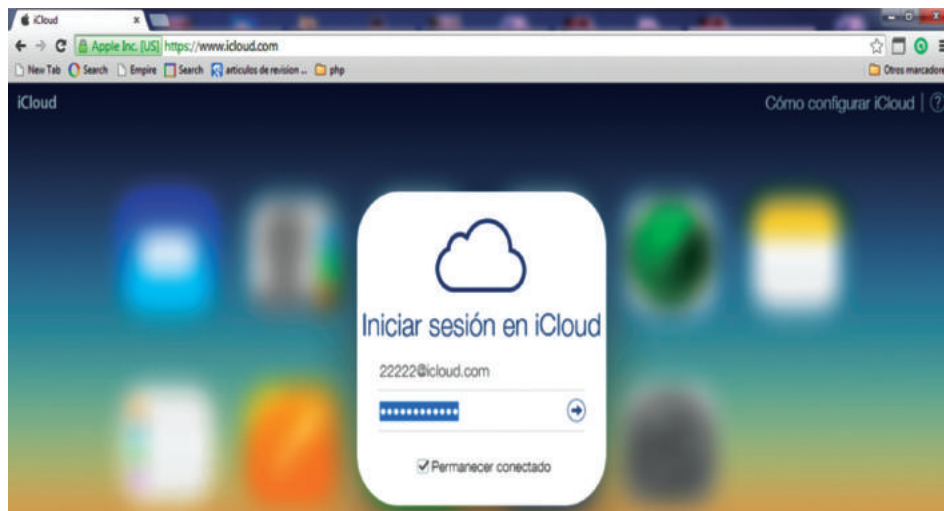 iCloud
Apple Inc. [US] https://www.icloud.com
New Tab Search Empire Search articulos de revision ... php Otros marcadore
iCloud Cómo configurar iCloud | ?
Iniciar sesión en iCloud
22222@icloud.com
Permanecer conectado